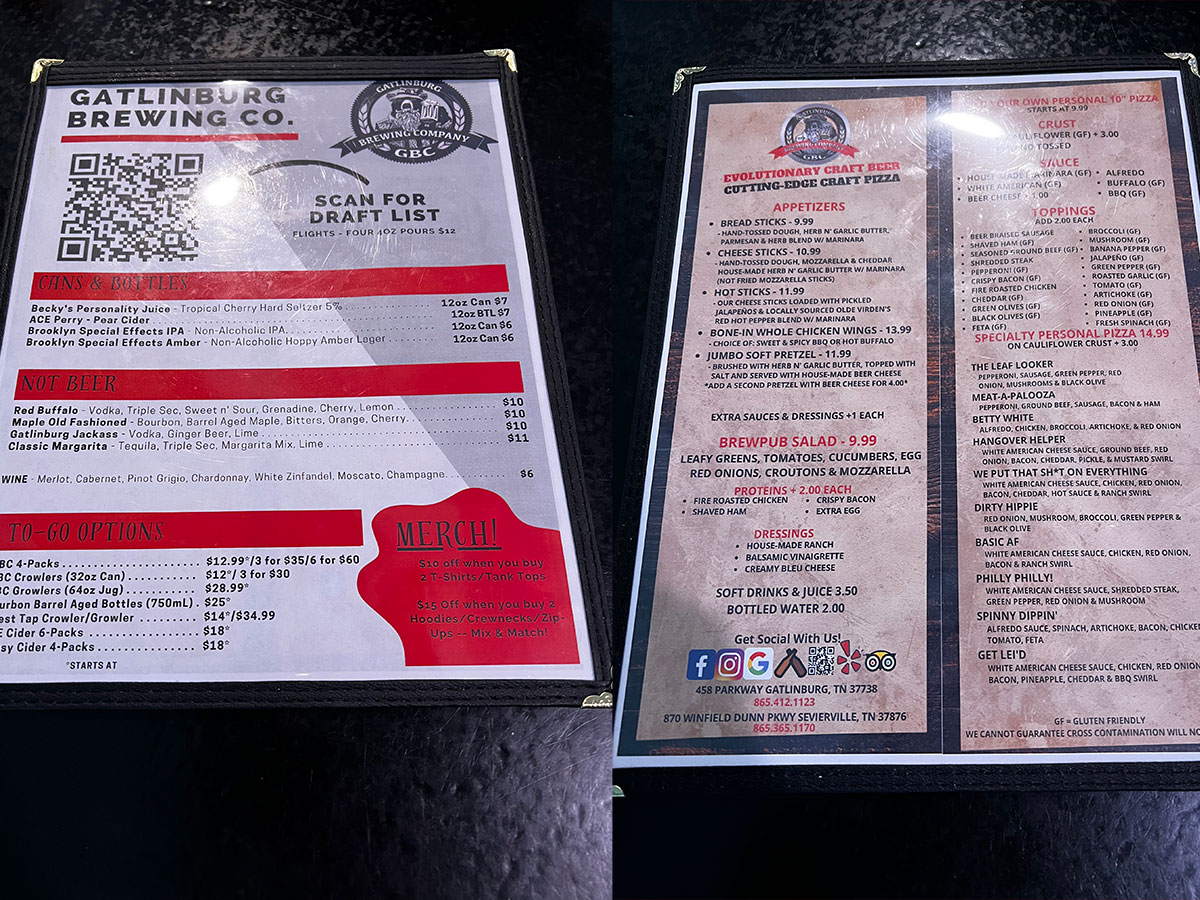 GATLINBURG
BREWING CO.
GATLINBURG
BREWING COMPANY
GBC
SCAN FOR
DRAFT LIST
FLIGHTS - FOUR 4OZ POURS $12
CANS & BOTTLES
Becky's Personality Juice - Tropical Cherry Hard Seltzer 5% 12oz Can $7
ACE Perry - Pear Cider 12oz BTL $7
Brooklyn Special Effects IPA - Non-Alcoholic IPA 12oz Can $6
Brooklyn Special Effects Amber - Non-Alcoholic Hoppy Amber Lager 12oz Can $6
NOT BEER
Red Buffalo - Vodka, Triple Sec, Sweet n' Sour, Grenadine, Cherry, Lemon $10
Maple Old Fashioned - Bourbon, Barrel Aged Maple, Bitters, Orange, Cherry $10
Gatlinburg Jackass - Vodka, Ginger Beer, Lime $10
Classic Margarita - Tequila, Triple Sec, Margarita Mix, Lime $11
WINE - Merlot, Cabernet, Pinot Grigio, Chardonnay, White Zinfandel, Moscato, Champagne $6
TO-GO OPTIONS
BC 4-Packs $12.99*/3 for $35/6 for $60
BC Crowlers (32oz Can) $12*/ 3 for $30
BC Growlers (64oz Jug) $28.99*
urbon Barrel Aged Bottles (750mL) $25*
est Tap Crowler/Growler $14*/$34.99
E Cider 6-Packs $18*
sy Cider 4-Packs $18*
*STARTS AT
MERCH!
$10 off when you buy
2 T-Shirts/Tank Tops
$15 Off when you buy 2
Hoodies/Crewnecks/Zip-
Ups -- Mix & Match!
GBC
EVOLUTIONARY CRAFT BEER
CUTTING-EDGE CRAFT PIZZA
APPETIZERS
• BREAD STICKS - 9.99
- HAND-TOSSED DOUGH, HERB N' GARLIC BUTTER,
PARMESAN & HERB BLEND W/ MARINARA
• CHEESE STICKS - 10.99
- HAND-TOSSED DOUGH, MOZZARELLA & CHEDDAR
HOUSE-MADE HERB N' GARLIC BUTTER W/ MARINARA
(NOT FRIED MOZZARELLA STICKS)
• HOT STICKS - 11.99
- OUR CHEESE STICKS LOADED WITH PICKLED
JALAPEÑOS & LOCALLY SOURCED OLDE VIRDEN'S
RED HOT PEPPER BLEND W/ MARINARA
• BONE-IN WHOLE CHICKEN WINGS - 13.99
- CHOICE OF: SWEET & SPICY BBQ OR HOT BUFFALO
• JUMBO SOFT PRETZEL - 11.99
- BRUSHED WITH HERB N' GARLIC BUTTER, TOPPED WITH
SALT AND SERVED WITH HOUSE-MADE BEER CHEESE
*ADD A SECOND PRETZEL WITH BEER CHEESE FOR 4.00*
EXTRA SAUCES & DRESSINGS +1 EACH
BREWPUB SALAD - 9.99
LEAFY GREENS, TOMATOES, CUCUMBERS, EGG
RED ONIONS, CROUTONS & MOZZARELLA
PROTEINS + 2.00 EACH
• FIRE ROASTED CHICKEN • CRISPY BACON
• SHAVED HAM • EXTRA EGG
DRESSINGS
• HOUSE-MADE RANCH
• BALSAMIC VINAIGRETTE
• CREAMY BLEU CHEESE
SOFT DRINKS & JUICE 3.50
BOTTLED WATER 2.00
Get Social With Us!
458 PARKWAY GATLINBURG, TN 37738
865.412.1123
870 WINFIELD DUNN PKWY SEVIERVILLE, TN 37876
865.365.1170
YOUR OWN PERSONAL 10" PIZZA
STARTS AT 9.99
CRUST
CAULIFLOWER (GF) + 3.00
TOSSED
SAUCE
• HOUSE MADE MARINARA (GF) • ALFREDO
• WHITE AMERICAN (GF) • BUFFALO (GF)
• BEER CHEESE + 1.00 • BBQ (GF)
TOPPINGS
ADD 2.00 EACH
• BEER BRAISED SAUSAGE • BROCCOLI (GF)
• SHAVED HAM (GF) • MUSHROOM (GF)
• SEASONED GROUND BEEF (GF) • BANANA PEPPER (GF)
• SHREDDED STEAK • JALAPEÑO (GF)
• PEPPERONI (GF) • GREEN PEPPER (GF)
• CRISPY BACON (GF) • ROASTED GARLIC (GF)
• FIRE ROASTED CHICKEN • TOMATO (GF)
• CHEDDAR (GF) • ARTICHOKE (GF)
• GREEN OLIVES (GF) • RED ONION (GF)
• BLACK OLIVES (GF) • PINEAPPLE (GF)
• FETA (GF) • FRESH SPINACH (GF)
SPECIALTY PERSONAL PIZZA 14.99
ON CAULIFLOWER CRUST + 3.00
THE LEAF LOOKER
PEPPERONI, SAUSAGE, GREEN PEPPER, RED
ONION, MUSHROOMS & BLACK OLIVE
MEAT-A-PALOOZA
PEPPERONI, GROUND BEEF, SAUSAGE, BACON & HAM
BETTY WHITE
ALFREDO, CHICKEN, BROCCOLI, ARTICHOKE, & RED ONION
HANGOVER HELPER
WHITE AMERICAN CHEESE SAUCE, GROUND BEEF, RED
ONION, BACON, CHEDDAR, PICKLE, & MUSTARD SWIRL
WE PUT THAT SH*T ON EVERYTHING
WHITE AMERICAN CHEESE SAUCE, CHICKEN, RED ONION,
BACON, CHEDDAR, HOT SAUCE & RANCH SWIRL
DIRTY HIPPIE
RED ONION, MUSHROOM, BROCCOLI, GREEN PEPPER &
BLACK OLIVE
BASIC AF
WHITE AMERICAN CHEESE SAUCE, CHICKEN, RED ONION,
BACON & RANCH SWIRL
PHILLY PHILLY!
WHITE AMERICAN CHEESE SAUCE, SHREDDED STEAK,
GREEN PEPPER, RED ONION & MUSHROOM
SPINNY DIPPIN'
ALFREDO SAUCE, SPINACH, ARTICHOKE, BACON, CHICKEN
TOMATO, FETA
GET LEI'D
WHITE AMERICAN CHEESE SAUCE, CHICKEN, RED ONION
BACON, PINEAPPLE, CHEDDAR & BBQ SWIRL
GF = GLUTEN FRIENDLY
WE CANNOT GUARANTEE CROSS CONTAMINATION WILL NO